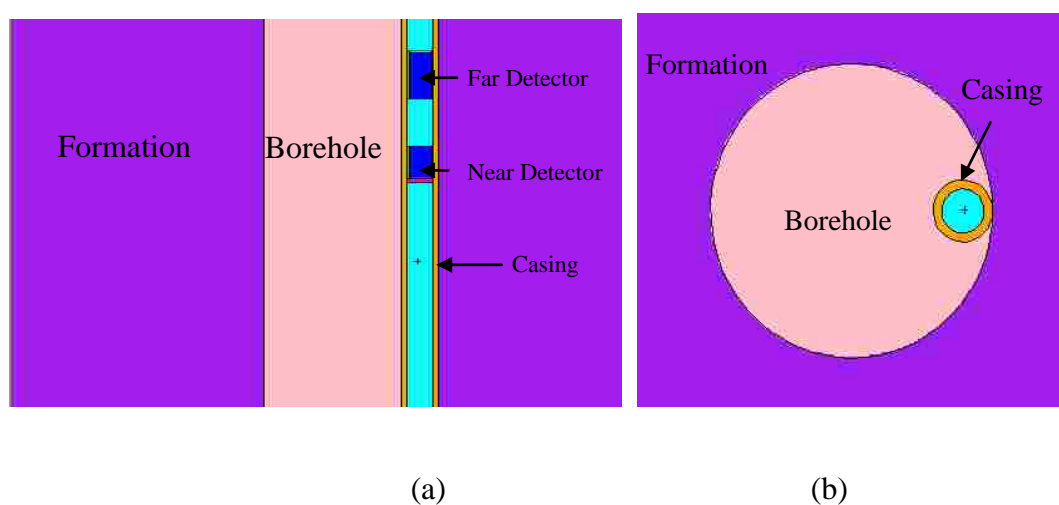 Far Detector
Formation
Borehole
Near Detector
Casing
Formation
Casing
Borehole
(a)
(b)